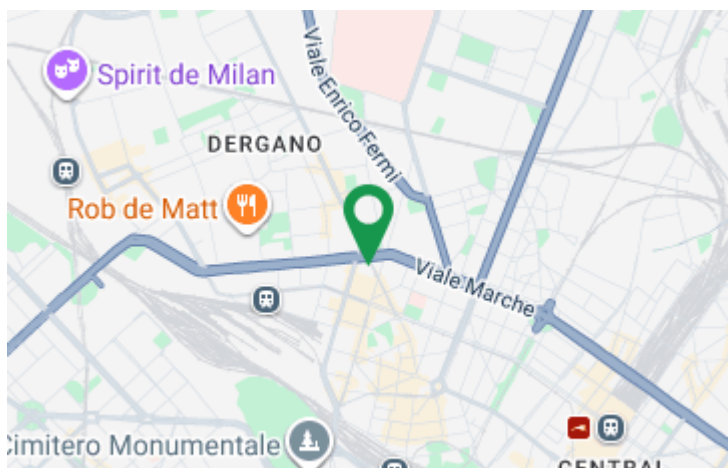 Spirit de Milan
Viale Enrico Fermi
DERGANO
Rob de Matt
Viale Marche
Cimitero Monumentale
CENTRAL